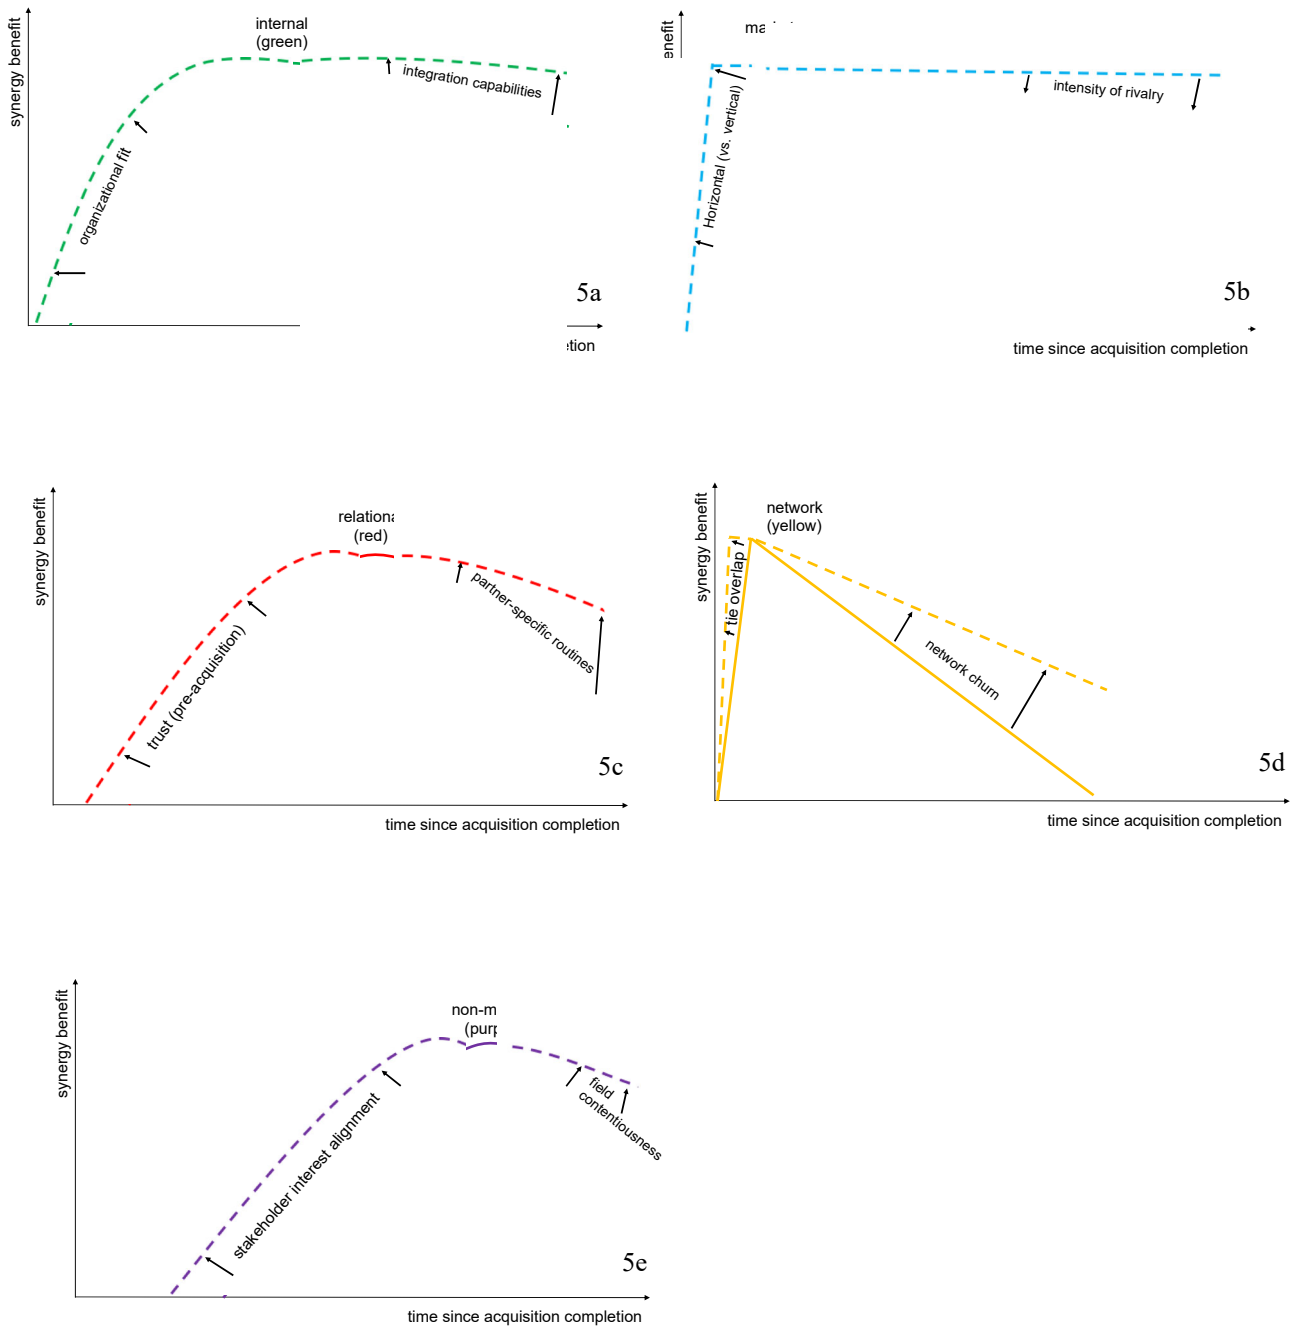 synergy benefit
internal
(green)
integration capabilities
organizational fit
5a
intensity of rivalry
Horizontal (vs. vertical)
5b
time since acquisition completion
synergy benefit
(red)
partner-specific routines
trust (pre-acquisition)
5c
time since acquisition completion
synergy benefit
network
(yellow)
tie overlap
network churn
5d
time since acquisition completion
synergy benefit
field
contentiousness
stakeholder interest alignment
5e
time since acquisition completion